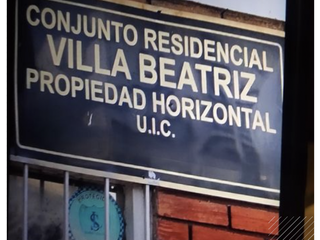 CONJUNTO RESIDENCIAL
VILLA BEATRIZ
PROPIEDAD HORIZONTAL
U.I.C.